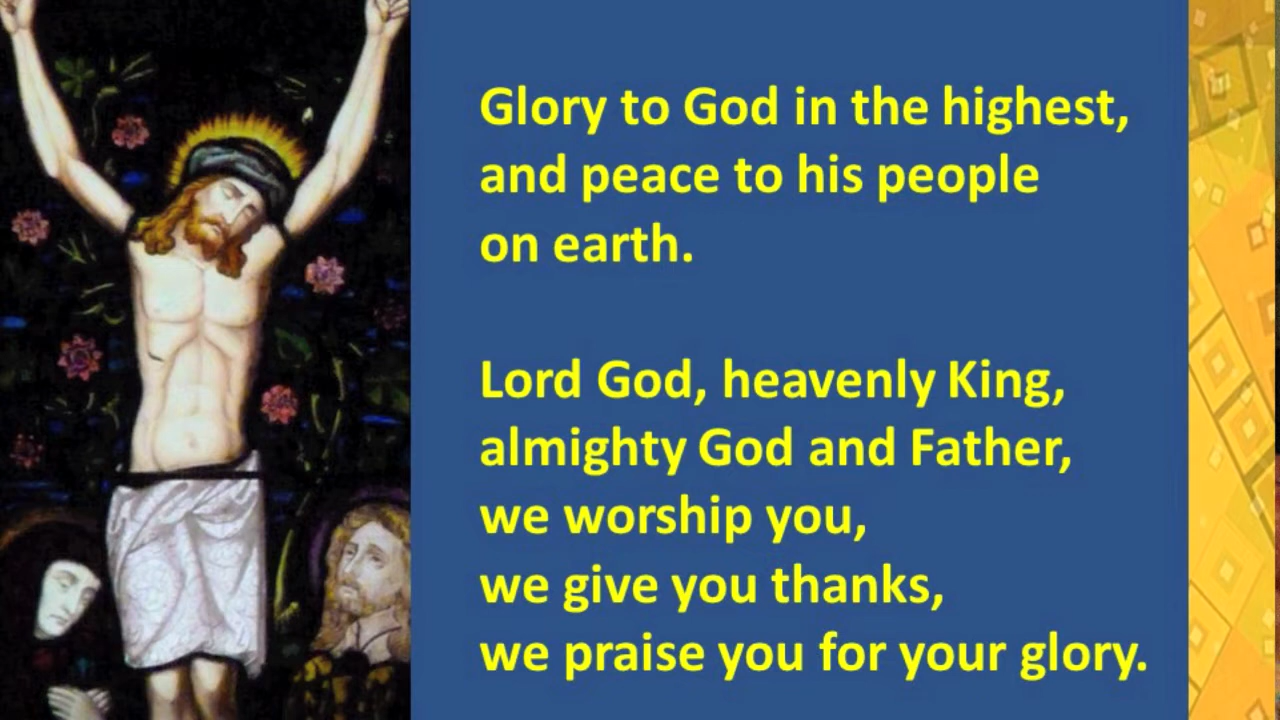 Glory to God in the highest,
and peace to his people
on earth.
Lord God, heavenly King,
almighty God and Father,
we worship you,
we give you thanks,
we praise you for your glory.